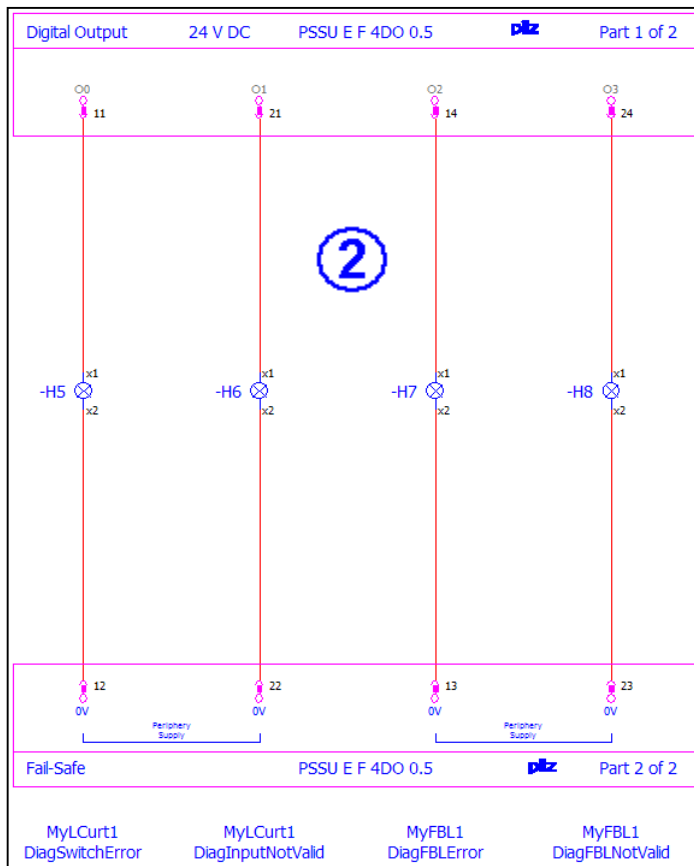 Digital Output 24 V DC PSSU E F 4DO 0.5 pilz Part 1 of 2
O0 O1 O2 O3
11 21 14 24
2
x1 x1 x1 x1
-H5 -H6 -H7 -H8
x2 x2 x2 x2
12 22 13 23
0V 0V 0V 0V
Periphery Periphery
Supply Supply
Fail-Safe PSSU E F 4DO 0.5 pilz Part 2 of 2
MyLCurt1 MyLCurt1 MyFBL1 MyFBL1
DiagSwitchError DiagInputNotValid DiagFBLError DiagFBLNotValid